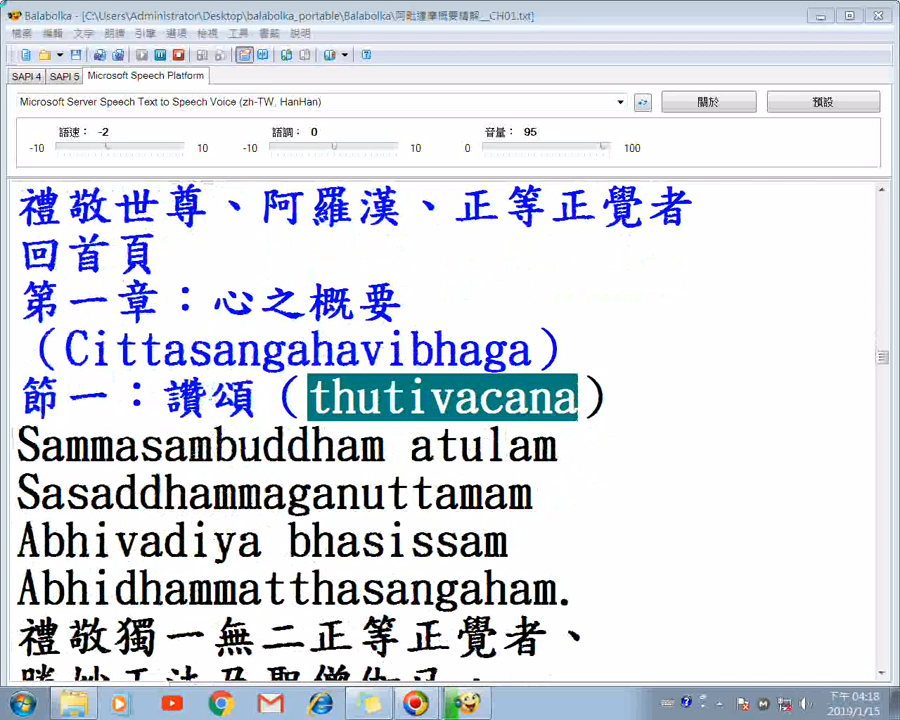 Balabolka - [C:\Users\Administrator\Desktop\balabolka_portable\Balabolka\阿毗達摩概要精解__CH01.txt]
檔案 編輯 文字 朗讀 引擎 選項 檢視 工具 書籤 說明
SAPI 4 SAPI 5 Microsoft Speech Platform
Microsoft Server Speech Text to Speech Voice (zh-TW, HanHan) 關於 預設
語速： -2 語調： 0 音量： 95
-10 10 -10 10 0 100
禮敬世尊、阿羅漢、正等正覺者
回首頁
第一章：心之概要
（Cittasangahavibhaga）
節一：讚頌（thutivacana）
Sammasambuddham atulam
Sasaddhammaganuttamam
Abhivadiya bhasissam
Abhidhammatthasangaham.
禮敬獨一無二正等正覺者、
下午 04:18
2019/1/15